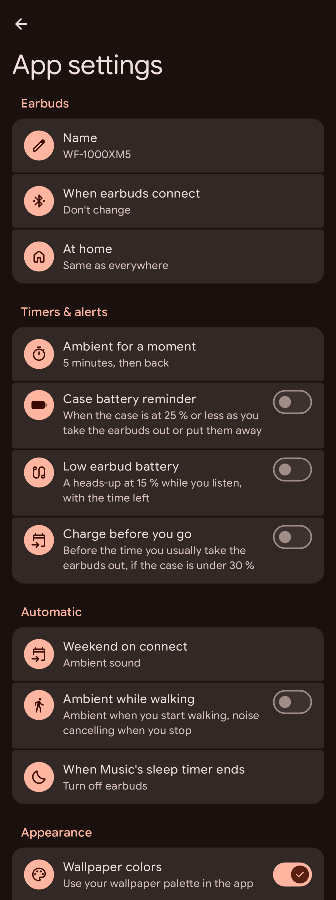 App settings
Earbuds
Name
WF-1000XM5
When earbuds connect
Don't change
At home
Same as everywhere
Timers & alerts
Ambient for a moment
5 minutes, then back
Case battery reminder
When the case is at 25 % or less as you
take the earbuds out or put them away
Low earbud battery
A heads-up at 15 % while you listen,
with the time left
Charge before you go
Before the time you usually take the
earbuds out, if the case is under 30 %
Automatic
Weekend on connect
Ambient sound
Ambient while walking
Ambient when you start walking, noise
cancelling when you stop
When Music's sleep timer ends
Turn off earbuds
Appearance
Wallpaper colors
Use your wallpaper palette in the app